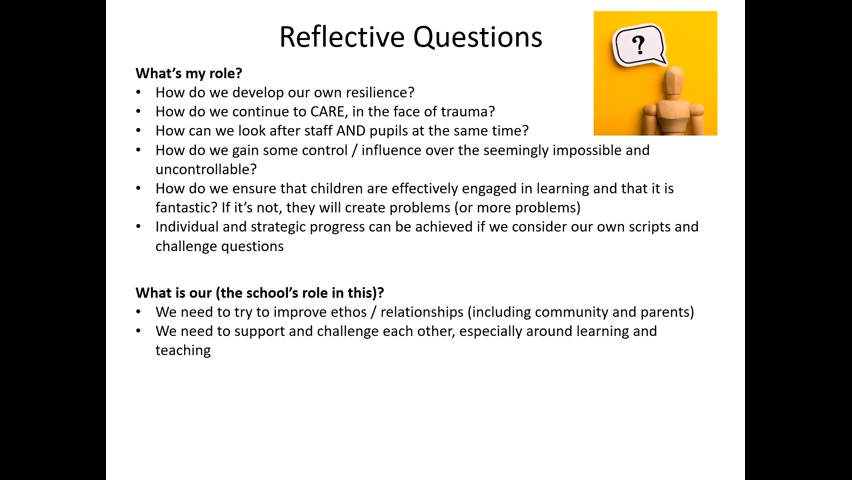 Reflective Questions
?
What's my role?
• How do we develop our own resilience?
• How do we continue to CARE, in the face of trauma?
• How can we look after staff AND pupils at the same time?
• How do we gain some control / influence over the seemingly impossible and
uncontrollable?
• How do we ensure that children are effectively engaged in learning and that it is
fantastic? If it's not, they will create problems (or more problems)
• Individual and strategic progress can be achieved if we consider our own scripts and
challenge questions
What is our (the school's role in this)?
• We need to try to improve ethos / relationships (including community and parents)
• We need to support and challenge each other, especially around learning and
teaching